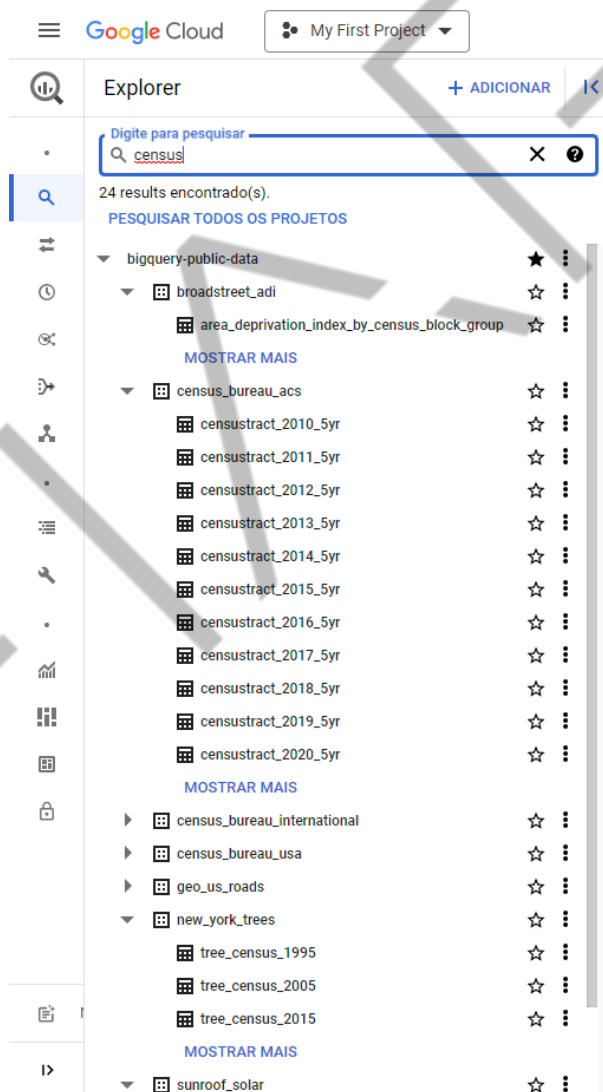 Google Cloud
My First Project
Explorer
+ ADICIONAR
Digite para pesquisar
census
24 results encontrado(s).
PESQUISAR TODOS OS PROJETOS
bigquery-public-data
broadstreet_adi
area_deprivation_index_by_census_block_group
MOSTRAR MAIS
census_bureau_acs
censustract_2010_5yr
censustract_2011_5yr
censustract_2012_5yr
censustract_2013_5yr
censustract_2014_5yr
censustract_2015_5yr
censustract_2016_5yr
censustract_2017_5yr
censustract_2018_5yr
censustract_2019_5yr
censustract_2020_5yr
MOSTRAR MAIS
census_bureau_international
census_bureau_usa
geo_us_roads
new_york_trees
tree_census_1995
tree_census_2005
tree_census_2015
MOSTRAR MAIS
sunroof_solar